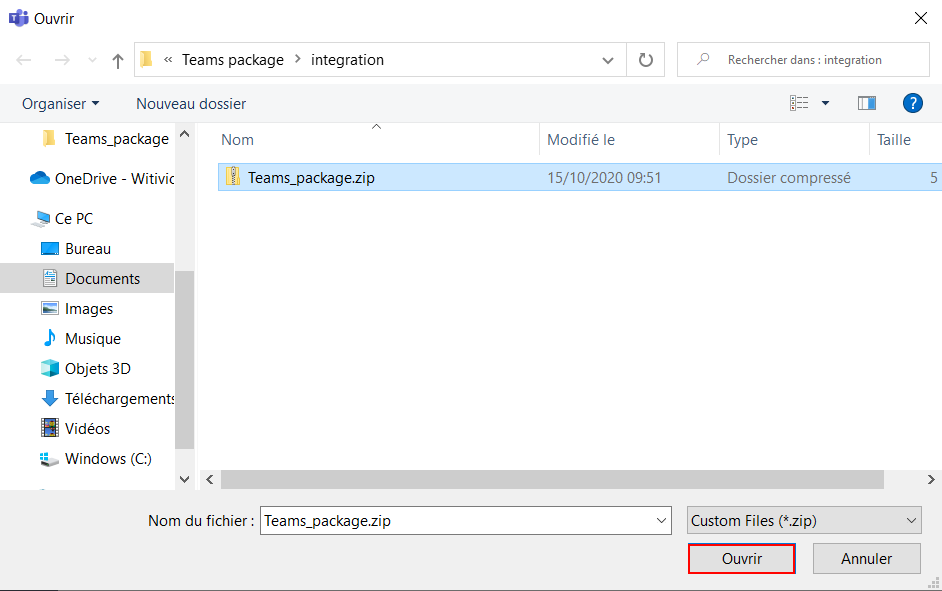 Ouvrir
« Teams package > integration
Rechercher dans : integration
Organiser
Nouveau dossier
?
Nom
Modifié le
Type
Taille
Teams_package.zip
15/10/2020 09:51
Dossier compressé
5
Teams_package
OneDrive - Witivic
Ce PC
Bureau
Documents
Images
Musique
Objets 3D
Téléchargements
Vidéos
Windows (C:)
Nom du fichier :
Teams_package.zip
Custom Files (*.zip)
Ouvrir
Annuler